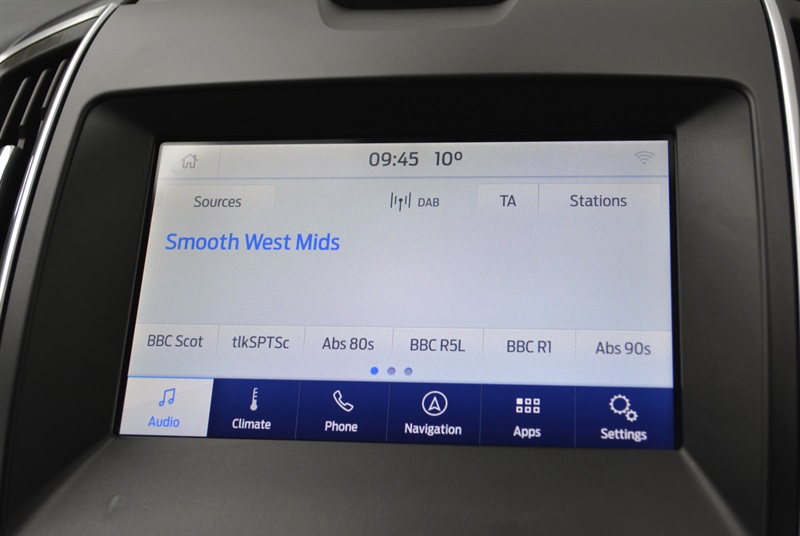 09:45 10º
Sources DAB TA Stations
Smooth West Mids
BBC Scot tlkSPTSc Abs 80s BBC R5L BBC R1 Abs 90s
Audio Climate Phone Navigation Apps Settings